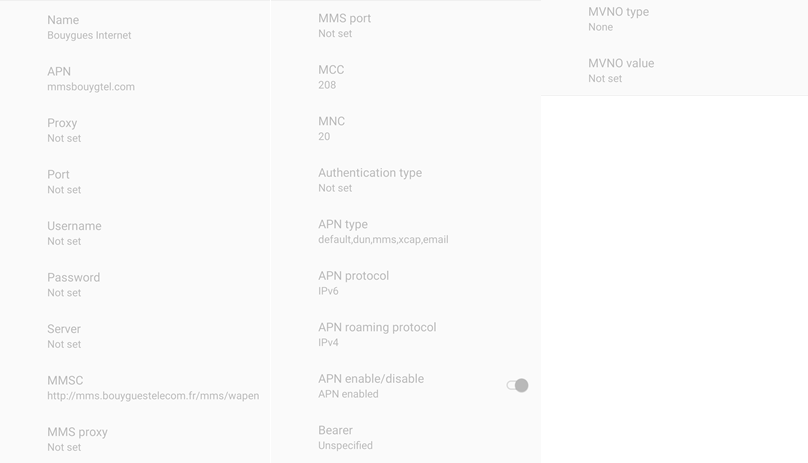 Name
Bouygues Internet
APN
mmsbouygtel.com
Proxy
Not set
Port
Not set
Username
Not set
Password
Not set
Server
Not set
MMSC
http://mms.bouyguestelecom.fr/mms/wapen
MMS proxy
Not set
MMS port
Not set
MCC
208
MNC
20
Authentication type
Not set
APN type
default,dun,mms,xcap,email
APN protocol
IPv6
APN roaming protocol
IPv4
APN enable/disable
APN enabled
Bearer
Unspecified
MVNO type
None
MVNO value
Not set